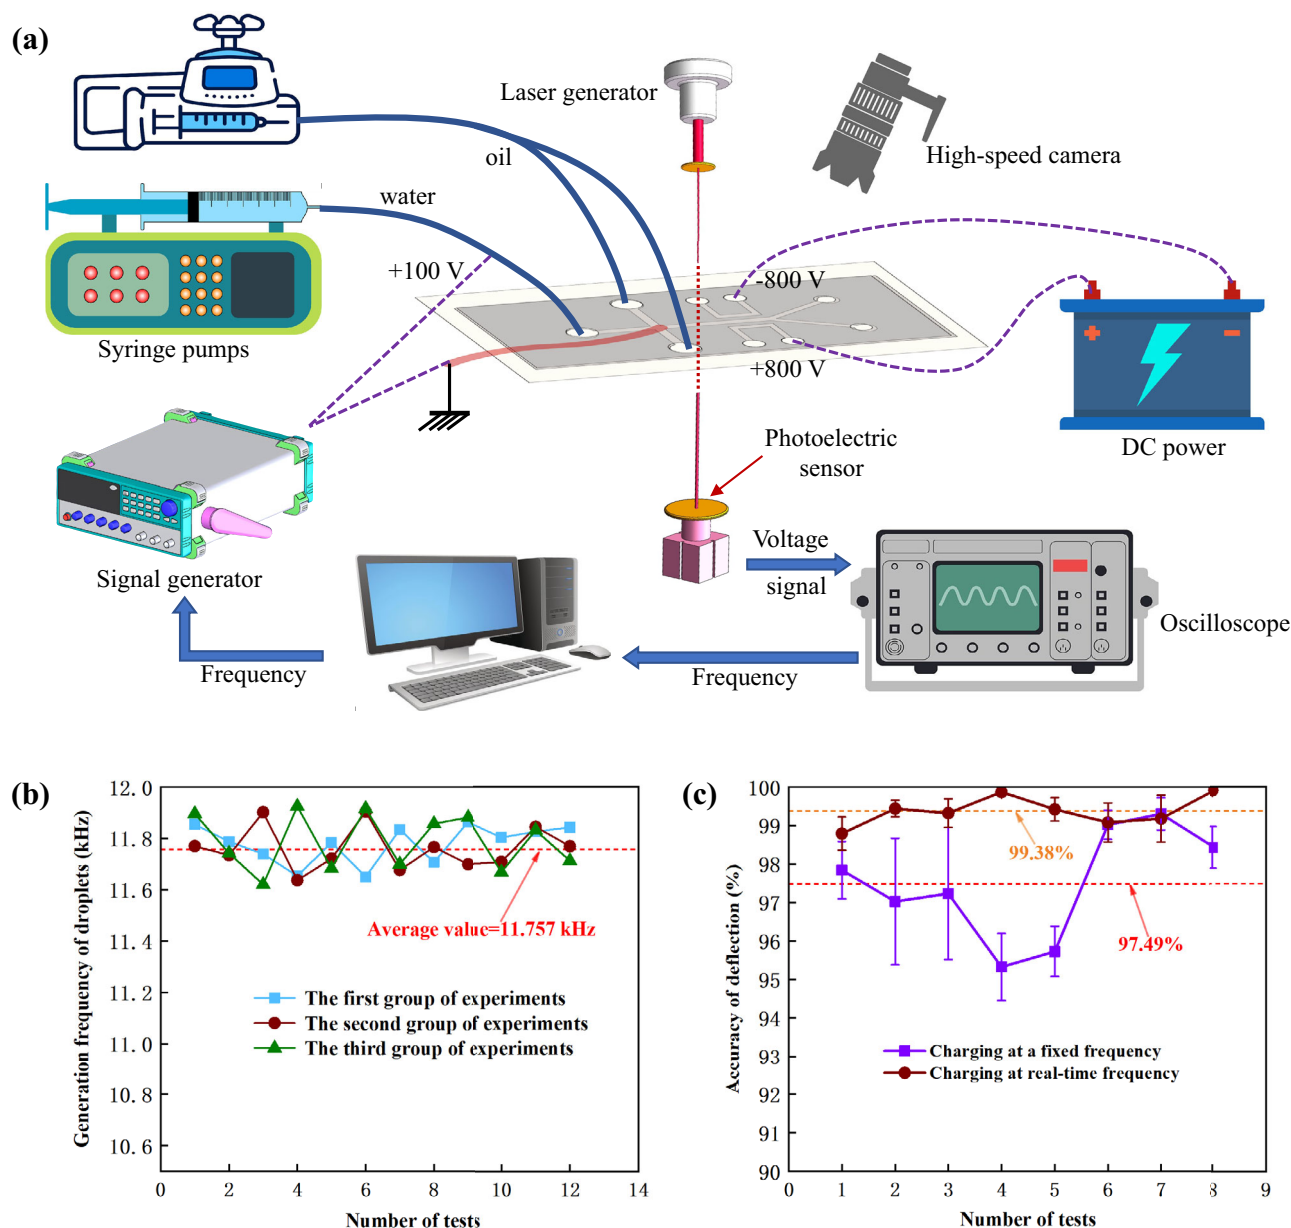 (a)
Laser generator
High-speed camera
oil
water
+100 V
-800 V
+800 V
Syringe pumps
DC power
Photoelectric
sensor
Signal generator
Voltage
signal
Oscilloscope
Frequency
Frequency
(b)
12.0
11.8
11.6
11.4
11.2
11.0
10.8
10.6
Generation frequency of droplets (kHz)
Average value=11.757 kHz
The first group of experiments
The second group of experiments
The third group of experiments
0 2 4 6 8 10 12 14
Number of tests
(c)
100
99
98
97
96
95
94
93
92
91
90
Accuracy of deflection (%)
99.38%
97.49%
Charging at a fixed frequency
Charging at real-time frequency
0 1 2 3 4 5 6 7 8 9
Number of tests